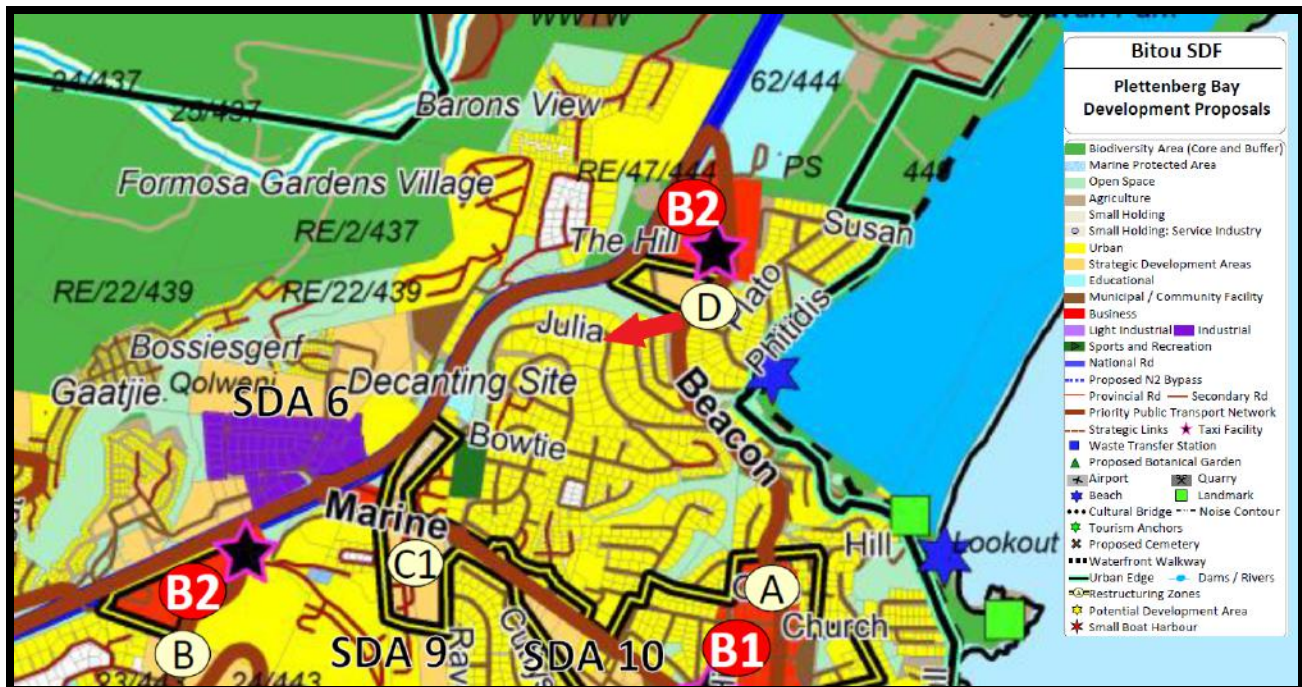 WWTW
24/437
25/437
Barons View
62/444
Formosa Gardens Village
RE/47/444
PS
B2
RE/2/437
The Hill
Susan
RE/22/439
RE/22/439
D
Plato
Julia
Philidis
Bossiesgerf
Gaatjie
Qolweni
Decanting Site
SDA 6
Beacon
Bowtie
Marine
Hill
Lookout
C1
A
B2
Church
B
SDA 9
SDA 10
B1
24/443
Bitou SDF
Plettenberg Bay
Development Proposals
Biodiversity Area (Core and Buffer)
Marine Protected Area
Open Space
Agriculture
Small Holding
Small Holding: Service Industry
Urban
Strategic Development Areas
Educational
Municipal / Community Facility
Business
Light Industrial Industrial
Sports and Recreation
National Rd
Proposed N2 Bypass
Provincial Rd Secondary Rd
Priority Public Transport Network
Strategic Links Taxi Facility
Waste Transfer Station
Proposed Botanical Garden
Airport Quarry
Beach Landmark
Cultural Bridge Noise Contour
Tourism Anchors
Proposed Cemetery
Waterfront Walkway
Urban Edge Dams / Rivers
A Restructuring Zones
Potential Development Area
Small Boat Harbour